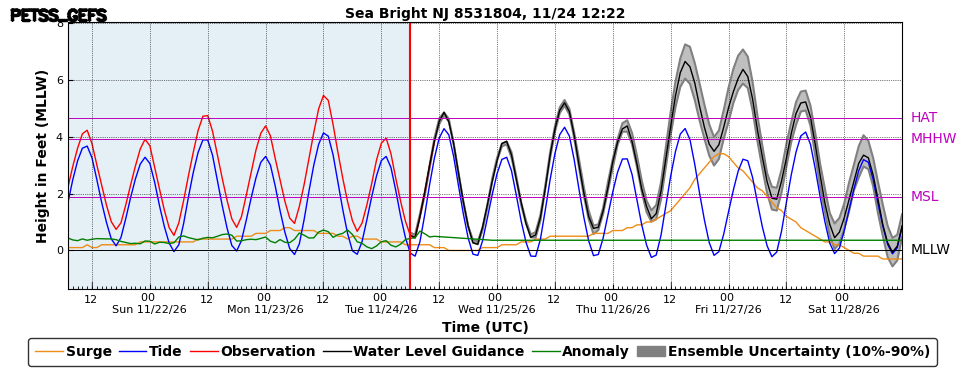 PETSS_GEFS
Sea Bright NJ 8531804, 11/24 12:22
Height in Feet (MLLW)
8
6
4
2
0
HAT
MHHW
MSL
MLLW
12 00 12 00 12 00 12 00 12 00 12 00 12 00
Sun 11/22/26 Mon 11/23/26 Tue 11/24/26 Wed 11/25/26 Thu 11/26/26 Fri 11/27/26 Sat 11/28/26
Time (UTC)
Surge Tide Observation Water Level Guidance Anomaly Ensemble Uncertainty (10%-90%)